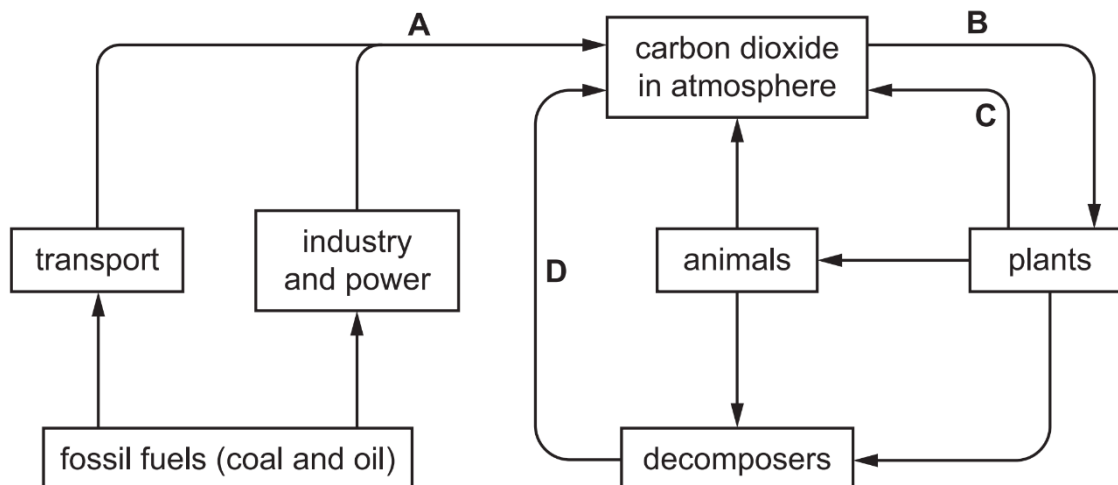 A
carbon dioxide
in atmosphere
B
C
transport
industry
and power
D
animals
plants
fossil fuels (coal and oil)
decomposers